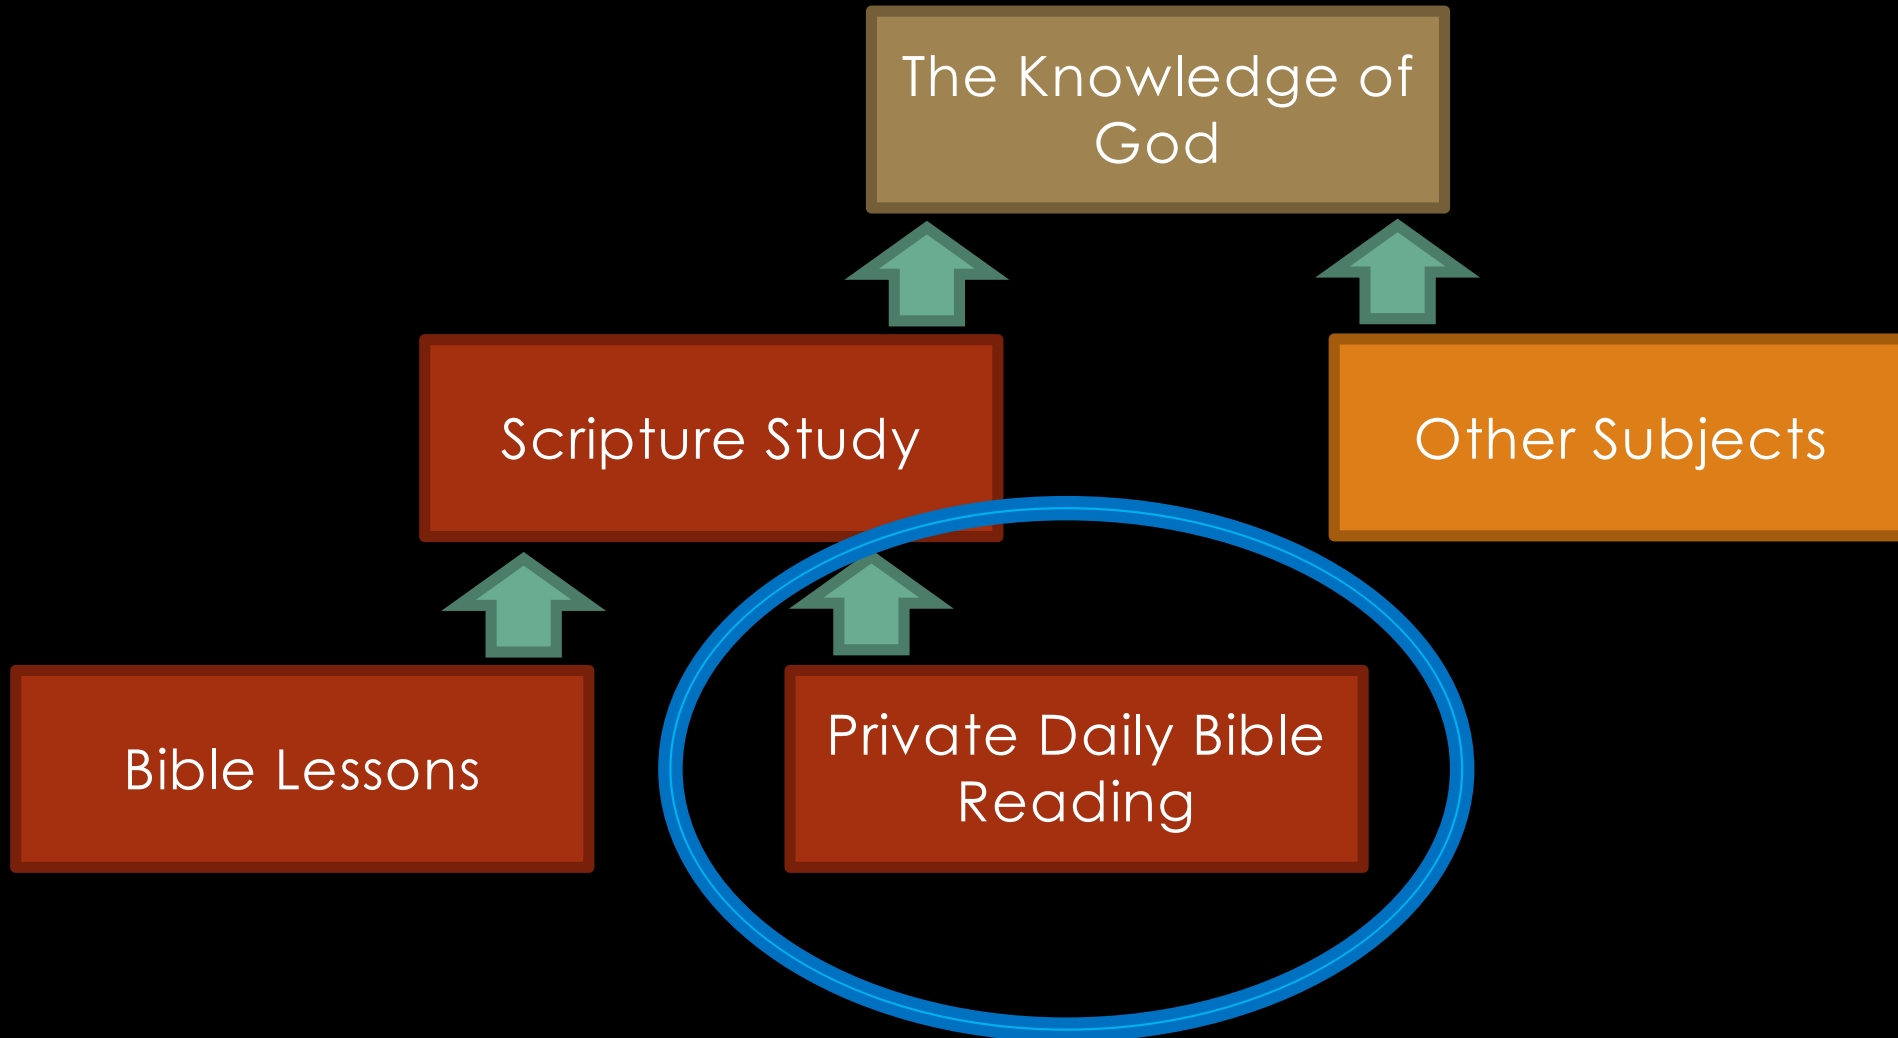 The Knowledge of
God
Scripture Study
Other Subjects
Bible Lessons
Private Daily Bible
Reading